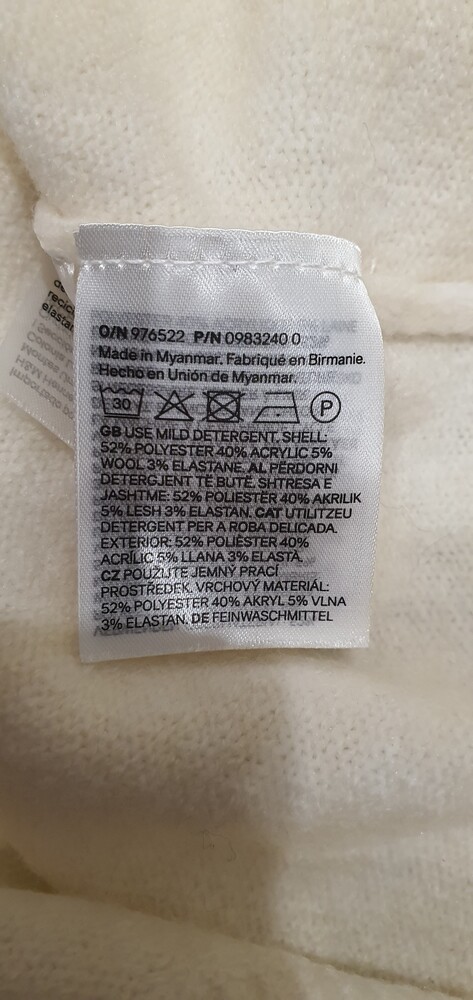 O/N 976522 P/N 0983240 0
Made in Myanmar. Fabriqué en Birmanie.
Hecho en Unión de Myanmar.
30
P
GB USE MILD DETERGENT. SHELL:
52% POLYESTER 40% ACRYLIC 5%
WOOL 3% ELASTANE. AL PËRDORNI
DETERGJENT TË BUTË. SHTRESA E
JASHTME: 52% POLIESTËR 40% AKRILIK
5% LESH 3% ELASTAN. CAT UTILITZEU
DETERGENT PER A ROBA DELICADA.
EXTERIOR: 52% POLIÈSTER 40%
ACRÍLIC 5% LLANA 3% ELASTÀ.
CZ POUŽIJTE JEMNÝ PRACÍ
PROSTŘEDEK. VRCHOVÝ MATERIÁL:
52% POLYESTER 40% AKRYL 5% VLNA
3% ELASTAN. DE FEINWASCHMITTEL